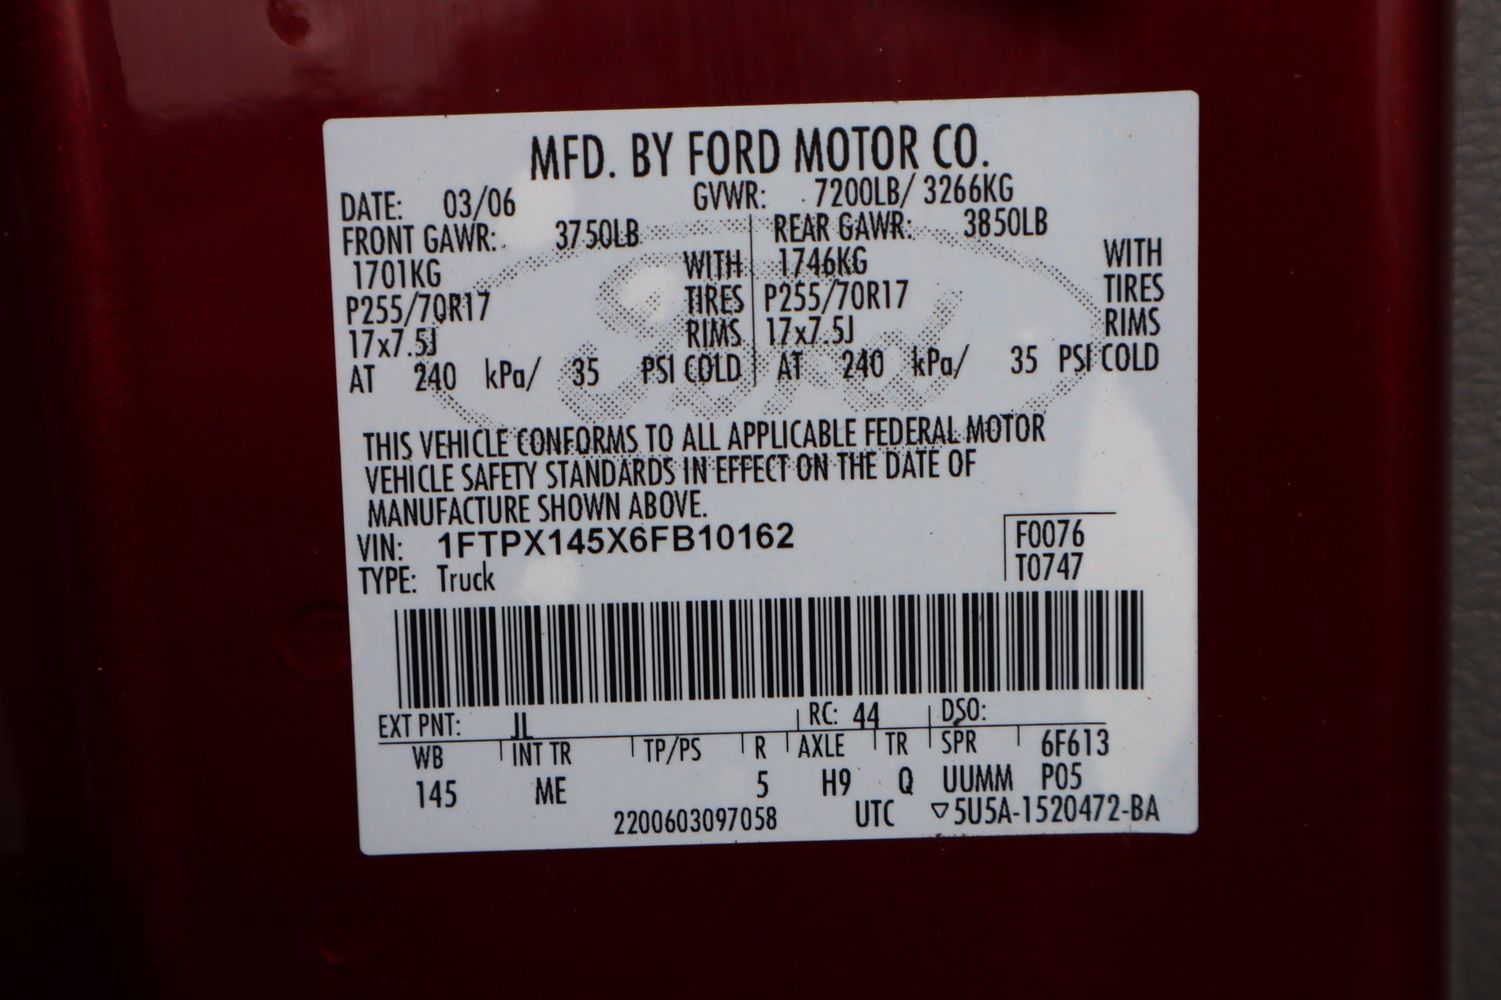 MFD. BY FORD MOTOR CO.
DATE: 03/06 GVWR: 7200LB/ 3266KG
FRONT GAWR: 3750LB REAR GAWR: 3850LB
1701KG WITH 1746KG WITH
P255/70R17 TIRES P255/70R17 TIRES
17x7.5J RIMS 17x7.5J RIMS
AT 240 kPa/ 35 PSI COLD AT 240 kPa/ 35 PSI COLD
Ford
THIS VEHICLE CONFORMS TO ALL APPLICABLE FEDERAL MOTOR
VEHICLE SAFETY STANDARDS IN EFFECT ON THE DATE OF
MANUFACTURE SHOWN ABOVE.
VIN: 1FTPX145X6FB10162 F0076
TYPE: Truck T0747
EXT PNT: JL RC: 44 DSO:
WB INT TR TP/PS R AXLE TR SPR 6F613
145 ME 5 H9 Q UUMM P05
2200603097058 UTC ▽5U5A-1520472-BA